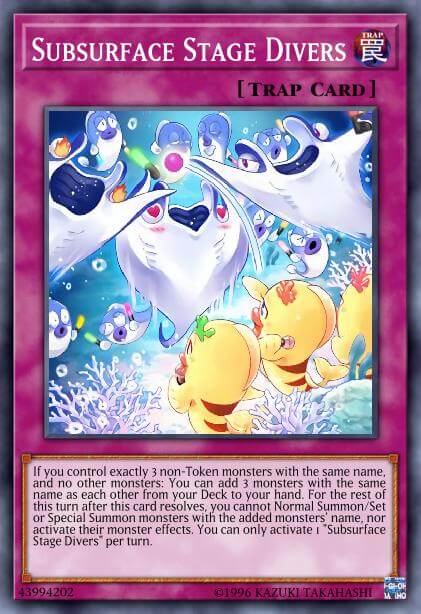 SUBSURFACE STAGE DIVERS
TRAP
罠
[TRAP CARD]
If you control exactly 3 non-Token monsters with the same name,
and no other monsters: You can add 3 monsters with the same
name as each other from your Deck to your hand. For the rest of
this turn after this card resolves, you cannot Normal Summon/Set
or Special Summon monsters with the added monsters' name, nor
activate their monster effects. You can only activate 1 "Subsurface
Stage Divers" per turn.
43994202
©1996 KAZUKI TAKAHASHI